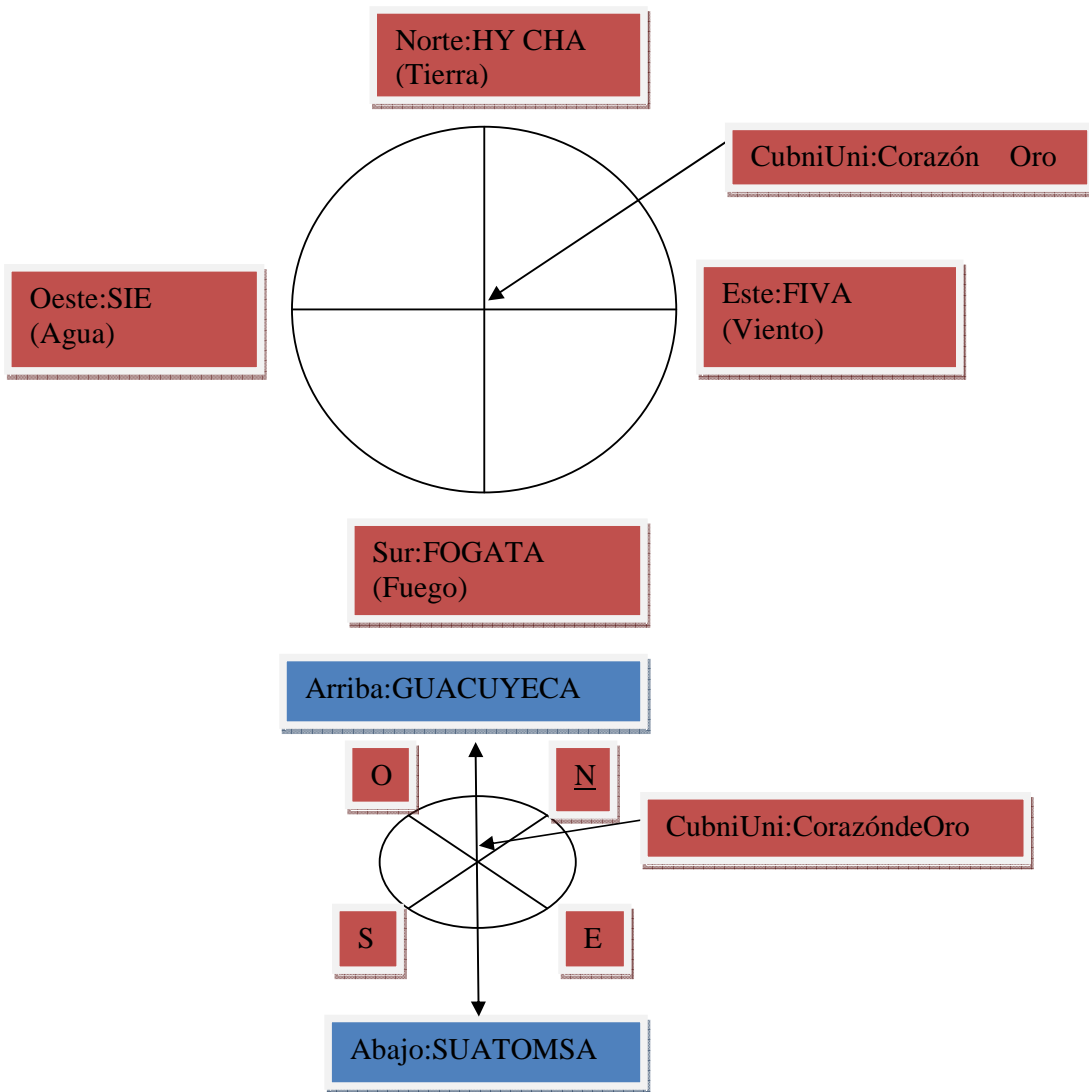 Norte:HY CHA
(Tierra)
CubniUni:Corazón Oro
Oeste:SIE
(Agua)
Este:FIVA
(Viento)
Sur:FOGATA
(Fuego)
Arriba:GUACUYECA
O
N
CubniUni:CorazóndeOro
S
E
Abajo:SUATOMSA